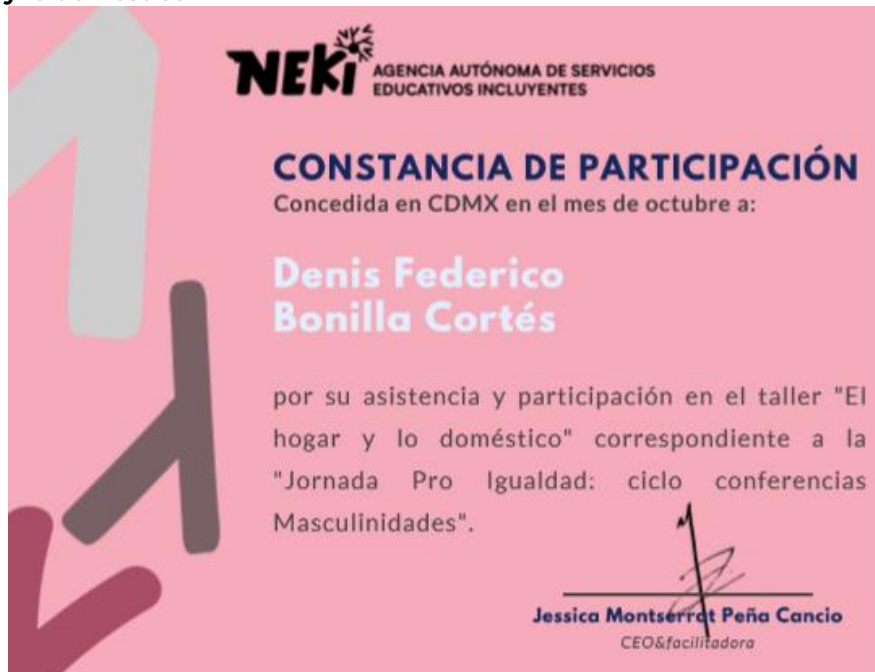 NEKi
AGENCIA AUTÓNOMA DE SERVICIOS
EDUCATIVOS INCLUYENTES
CONSTANCIA DE PARTICIPACIÓN
Concedida en CDMX en el mes de octubre a:
Denis Federico
Bonilla Cortés
por su asistencia y participación en el taller "El
hogar y lo doméstico" correspondiente a la
"Jornada Pro Igualdad: ciclo conferencias
Masculinidades".
Jessica Montserrat Peña Cancio
CEO&facilitadora